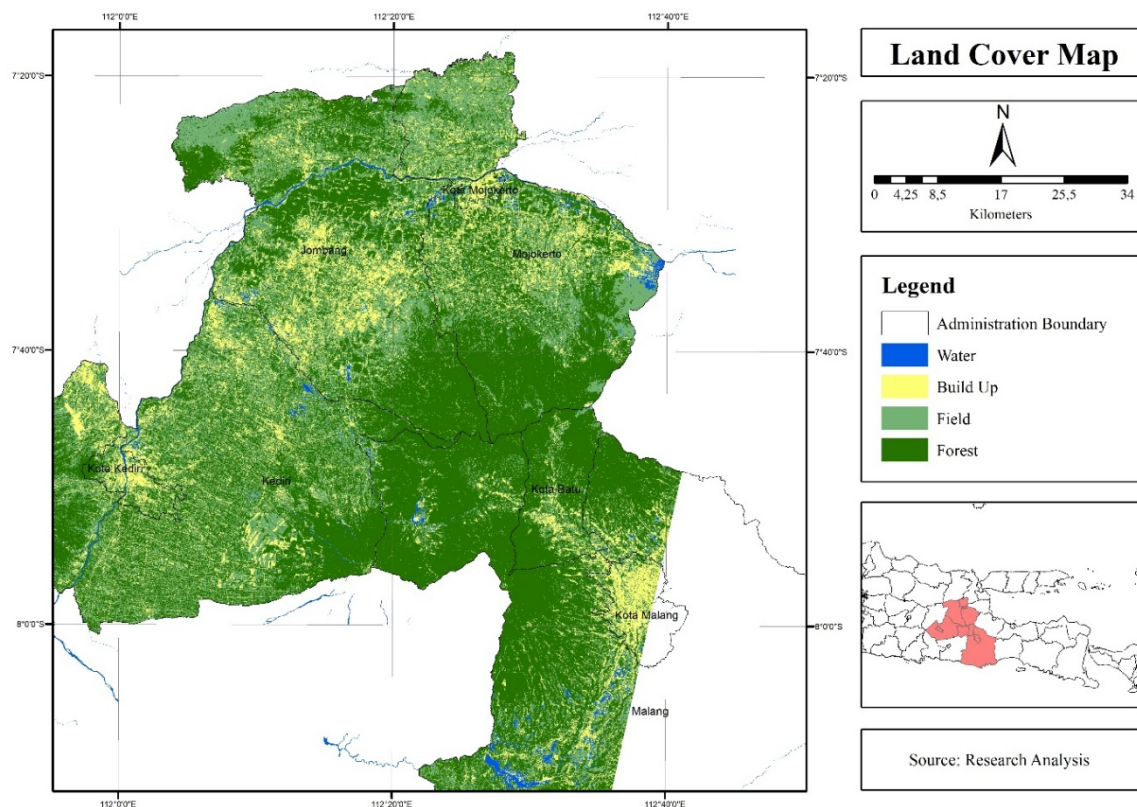 112°0'0"E 112°20'0"E 112°40'0"E
7°20'0"S 7°20'0"S
7°40'0"S 7°40'0"S
8°0'0"S 8°0'0"S
112°0'0"E 112°20'0"E 112°40'0"E
Kota Mojokerto
Jombang
Mojokerto
Kota Kediri
Kediri
Kota Batu
Kota Malang
Malang
Land Cover Map
N
0 4,25 8,5 17 25,5 34
Kilometers
Legend
Administration Boundary
Water
Build Up
Field
Forest
Source: Research Analysis